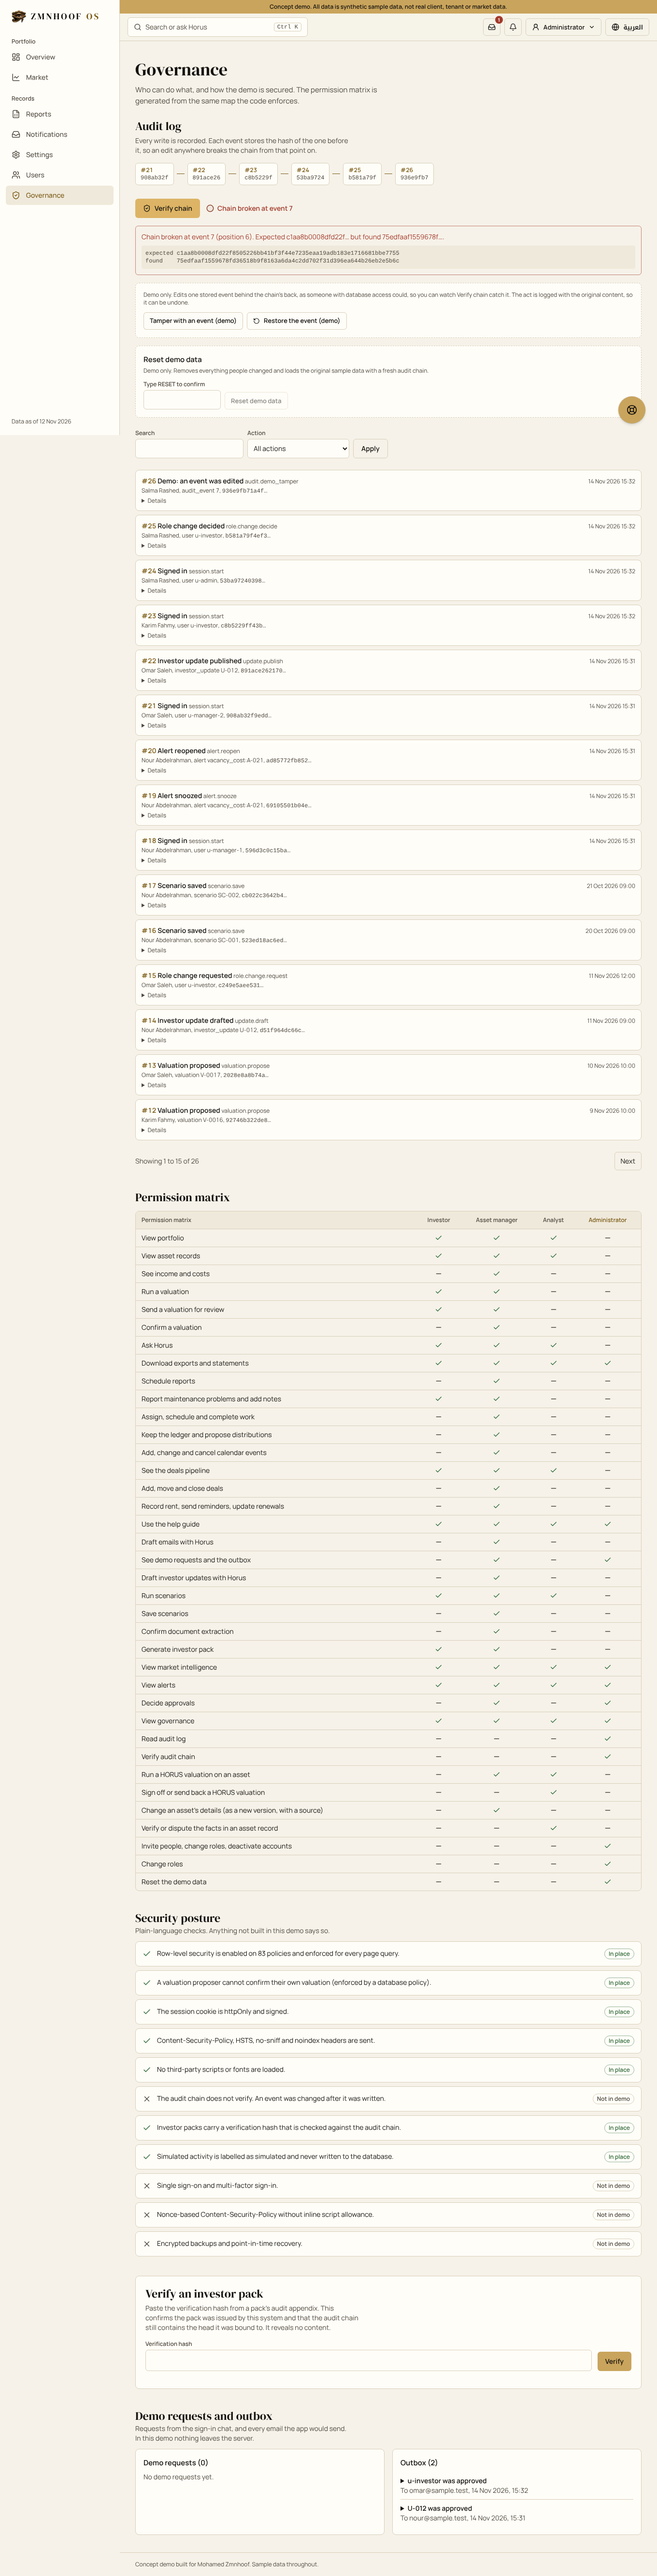 Concept demo. All data is synthetic sample data, not real client, tenant or market data.
ZMNHOOF OS
Portfolio
Overview
Market
Records
Reports
Notifications
Settings
Users
Governance
Data as of 12 Nov 2026
Search or ask Horus
Ctrl K
1
Administrator
العربية
Governance
Who can do what, and how the demo is secured. The permission matrix is
generated from the same map the code enforces.
Audit log
Every write is recorded. Each event stores the hash of the one before
it, so an edit anywhere breaks the chain from that point on.
#21 #22 #23 #24 #25 #26
908ab32f 891ace26 c8b5229f 53ba9724 b581a79f 936e9fb7
Verify chain
Chain broken at event 7
Demo only. Edits one stored event behind the chain's back, as someone with database access could, so you can watch Verify chain catch it. The act is logged with the original content, so
it can be undone.
Tamper with an event (demo)
Restore the event (demo)
Reset demo data
Demo only. Removes everything people changed and loads the original sample data with a fresh audit chain.
Type RESET to confirm
Reset demo data
Search
Action
All actions
Apply
#26 Demo: an event was edited audit.demo_tamper 14 Nov 2026 15:32
Salma Rashed, audit_event 7, 936e9fb71a4f…
Details
#25 Role change decided role.change.decide 14 Nov 2026 15:32
Salma Rashed, user u-investor, b581a79f4ef3…
Details
#24 Signed in session.start 14 Nov 2026 15:32
Salma Rashed, user u-admin, 53ba97240398…
Details
#23 Signed in session.start 14 Nov 2026 15:32
Karim Fahmy, user u-investor, c8b5229ff43b…
Details
#22 Investor update published update.publish 14 Nov 2026 15:31
Omar Saleh, investor_update U-012, 891ace262170…
Details
#21 Signed in session.start 14 Nov 2026 15:31
Omar Saleh, user u-manager-2, 908ab32f9edd…
Details
#20 Alert reopened alert.reopen 14 Nov 2026 15:31
Nour Abdelrahman, alert vacancy_cost:A-021, ad85772fb852…
Details
#19 Alert snoozed alert.snooze 14 Nov 2026 15:31
Nour Abdelrahman, alert vacancy_cost:A-021, 69105501b04e…
Details
#18 Signed in session.start 14 Nov 2026 15:31
Nour Abdelrahman, user u-manager-1, 596d3c0c15ba…
Details
#17 Scenario saved scenario.save 21 Oct 2026 09:00
Nour Abdelrahman, scenario SC-002, cb022c3642b4…
Details
#16 Scenario saved scenario.save 20 Oct 2026 09:00
Nour Abdelrahman, scenario SC-001, 523ed18ac6ed…
Details
#15 Role change requested role.change.request 11 Nov 2026 12:00
Omar Saleh, user u-investor, c249e5aee531…
Details
#14 Investor update drafted update.draft 11 Nov 2026 09:00
Nour Abdelrahman, investor_update U-012, d51f964dc66c…
Details
#13 Valuation proposed valuation.propose 10 Nov 2026 10:00
Omar Saleh, valuation V-0017, 2028e8a8b74a…
Details
#12 Valuation proposed valuation.propose 9 Nov 2026 10:00
Karim Fahmy, valuation V-0016, 92746b322de8…
Details
Showing 1 to 15 of 26
Next
Permission matrix
Permission matrix Investor Asset manager Analyst Administrator
View portfolio ✓ ✓ ✓ —
View asset records ✓ ✓ ✓ —
See income and costs — ✓ — —
Run a valuation ✓ ✓ — —
Send a valuation for review ✓ ✓ — —
Confirm a valuation — ✓ — —
Ask Horus ✓ ✓ ✓ —
Download exports and statements ✓ ✓ ✓ ✓
Schedule reports — ✓ — —
Report maintenance problems and add notes ✓ ✓ — —
Assign, schedule and complete work — ✓ — —
Keep the ledger and propose distributions — ✓ — —
Add, change and cancel calendar events — ✓ — —
See the deals pipeline ✓ ✓ ✓ —
Add, move and close deals — ✓ — —
Record rent, send reminders, update renewals — ✓ — —
Use the help guide ✓ ✓ ✓ ✓
Draft emails with Horus — ✓ — —
See demo requests and the outbox — ✓ — ✓
Draft investor updates with Horus — ✓ — —
Run scenarios ✓ ✓ ✓ —
Save scenarios — ✓ — —
Confirm document extraction — ✓ — —
Generate investor pack ✓ ✓ — —
View market intelligence ✓ ✓ ✓ ✓
View alerts ✓ ✓ ✓ ✓
Decide approvals — ✓ — ✓
View governance ✓ ✓ ✓ ✓
Read audit log — — — ✓
Verify audit chain — — — ✓
Run a HORUS valuation on an asset — ✓ ✓ —
Sign off or send back a HORUS valuation — — ✓ —
Change an asset's details (as a new version, with a source) — ✓ — —
Verify or dispute the facts in an asset record — — ✓ —
Invite people, change roles, deactivate accounts — — — ✓
Change roles — — — ✓
Reset the demo data — — — ✓
Security posture
Plain-language checks. Anything not built in this demo says so.
Row-level security is enabled on 83 policies and enforced for every page query. In place
A valuation proposer cannot confirm their own valuation (enforced by a database policy). In place
The session cookie is httpOnly and signed. In place
Content-Security-Policy, HSTS, no-sniff and noindex headers are sent. In place
No third-party scripts or fonts are loaded. In place
The audit chain does not verify. An event was changed after it was written. Not in demo
Investor packs carry a verification hash that is checked against the audit chain. In place
Simulated activity is labelled as simulated and never written to the database. In place
Single sign-on and multi-factor sign-in. Not in demo
Nonce-based Content-Security-Policy without inline script allowance. Not in demo
Encrypted backups and point-in-time recovery. Not in demo
Verify an investor pack
Paste the verification hash from a pack's audit appendix. This
confirms the pack was issued by this system and that the audit chain
still contains the head it was bound to. It reveals no content.
Verification hash
Verify
Demo requests and outbox
Requests from the sign-in chat, and every email the app would send.
In this demo nothing leaves the server.
Demo requests (0)
No demo requests yet.
Outbox (2)
u-investor was approved
To omar@sample.test, 14 Nov 2026, 15:32
U-012 was approved
To nour@sample.test, 14 Nov 2026, 15:31
Concept demo built for Mohamed Zmnhoof. Sample data throughout.